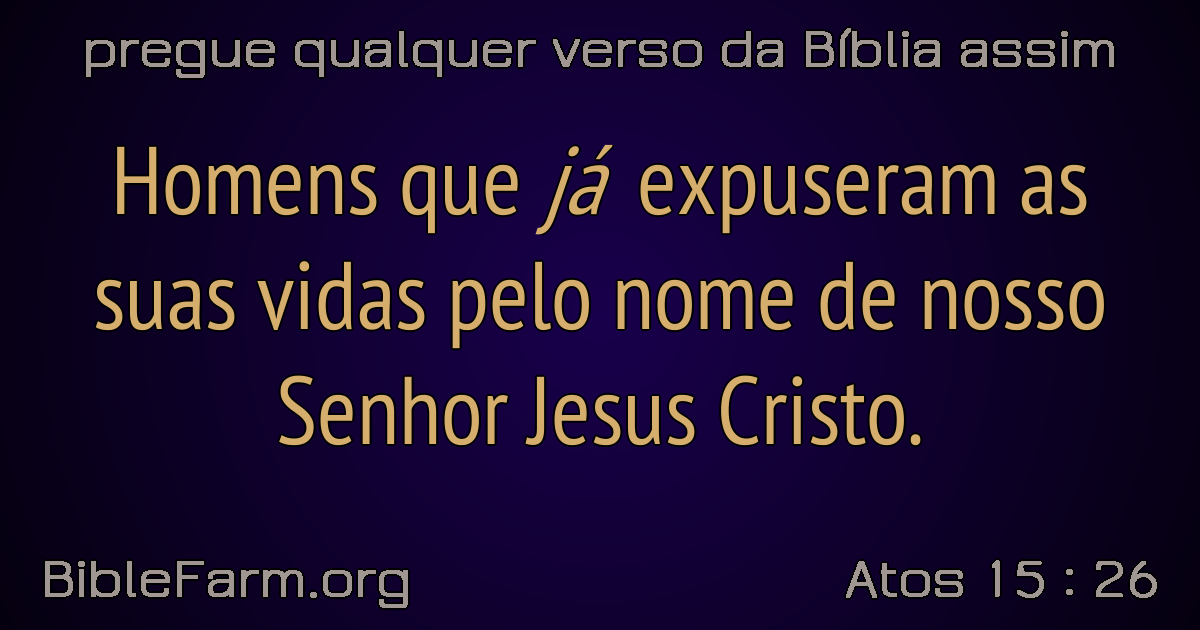 pregue qualquer verso da Bíblia assim
Homens que já expuseram as
suas vidas pelo nome de nosso
Senhor Jesus Cristo.
BibleFarm.org
Atos 15 : 26